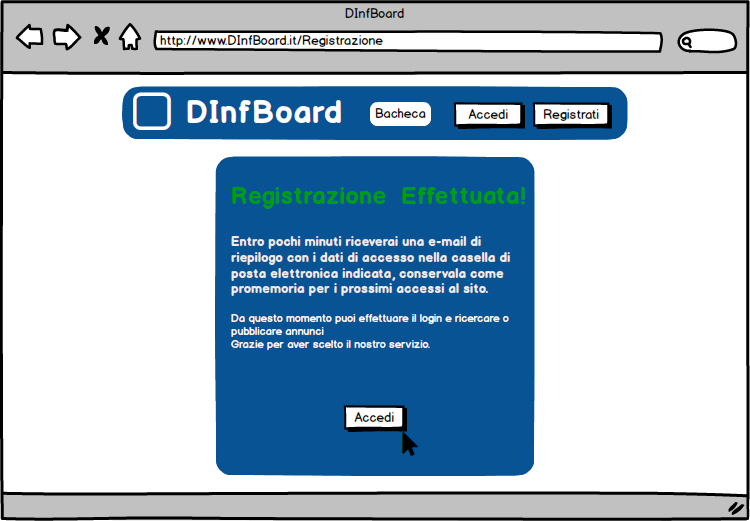 DInfBoard
http://www.DInfBoard.it/Registrazione
DInfBoard Bacheca Accedi Registrati
Registrazione Effettuata!
Entro pochi minuti riceverai una e-mail di
riepilogo con i dati di accesso nella casella di
posta elettronica indicata, conservala come
promemoria per i prossimi accessi al sito.
Da questo momento puoi effettuare il login e ricercare o
pubblicare annunci
Grazie per aver scelto il nostro servizio.
Accedi